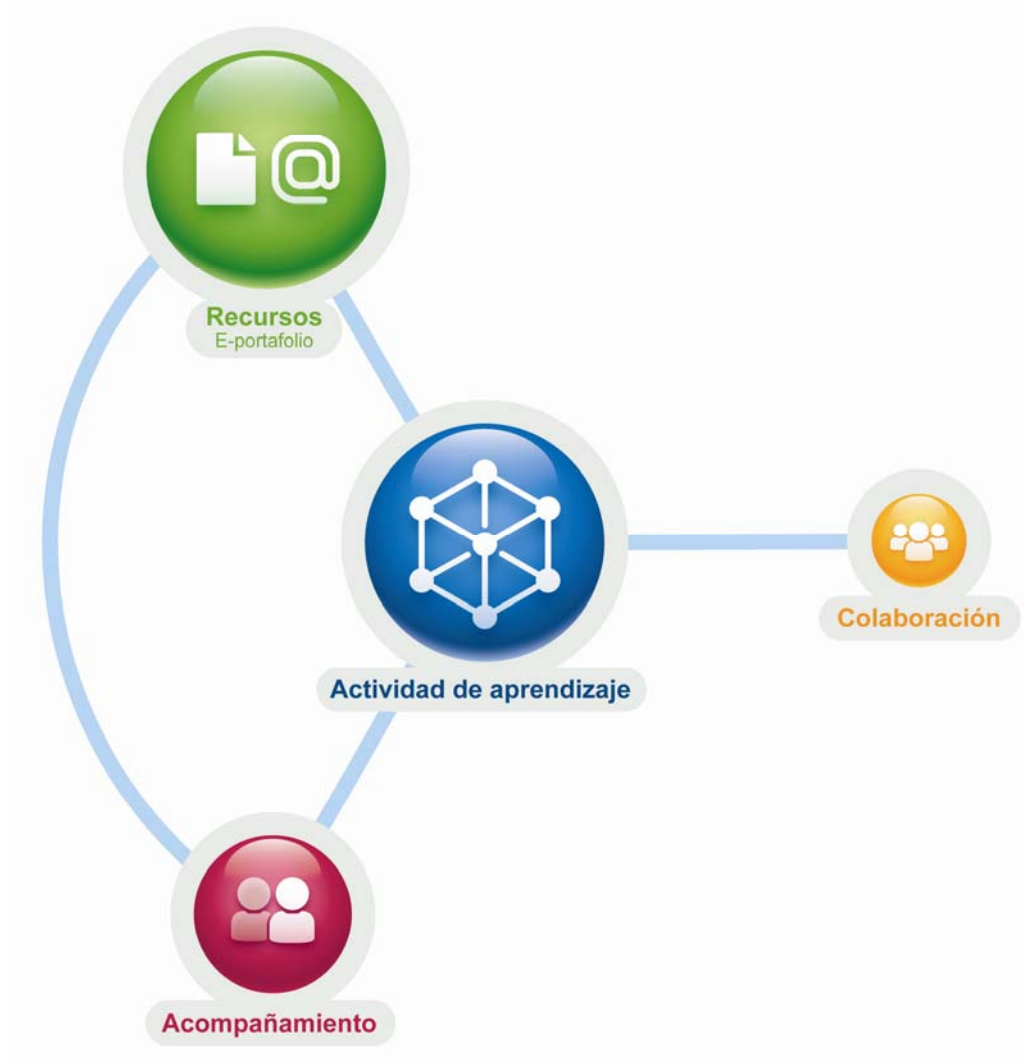 Recursos
E-portafolio
Actividad de aprendizaje
Colaboración
Acompañamiento